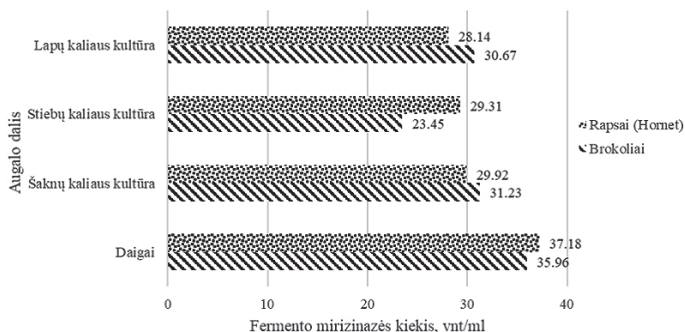 Augalo dalis
Lapų kaliaus kultūra
28.14
30.67
Stiebų kaliaus kultūra
29.31
23.45
Šaknų kaliaus kultūra
29.92
31.23
Daigai
37.18
35.96
0 10 20 30 40
Fermento mirizinazės kiekis, vnt/ml
Rapsai (Hornet)
Brokoliai